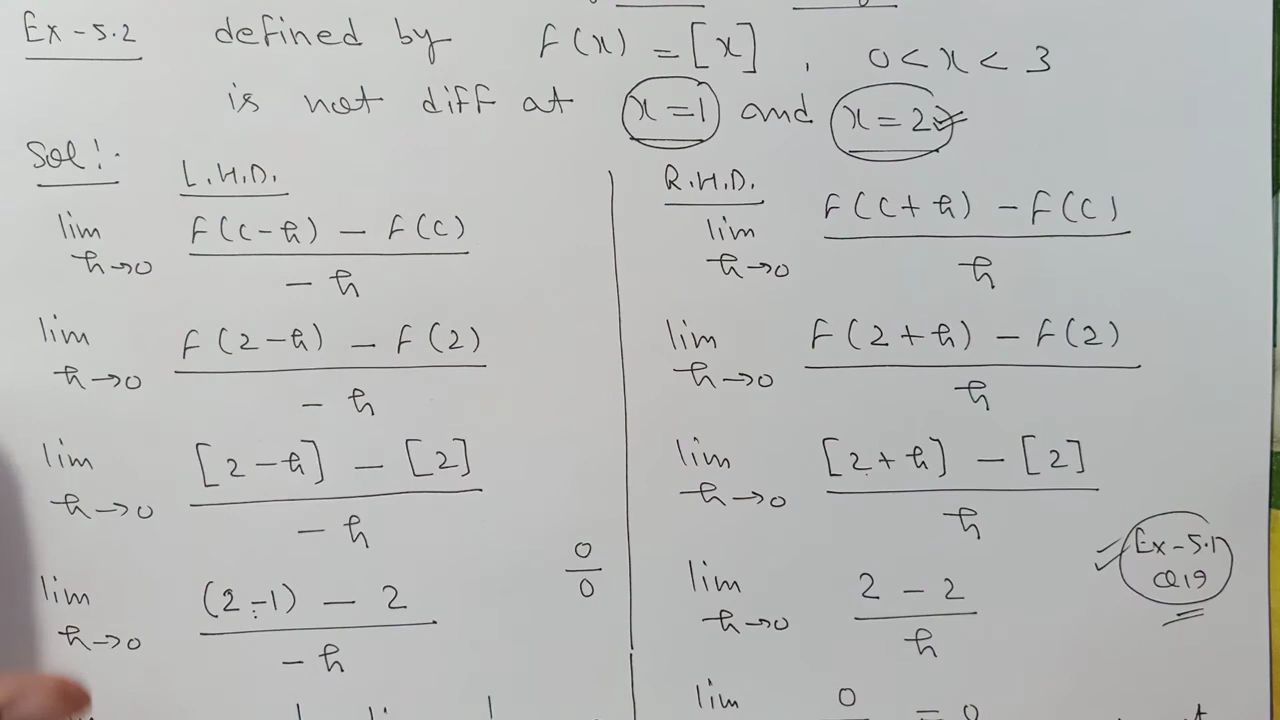 Ex-5.2 defined by f(x) = [x], 0 < x < 3
is not diff at x=1 and x=2
Sol!.
L.H.D.
lim h→0 f(c-h) - f(c) / -h
lim h→0 f(2-h) - f(2) / -h
lim h→0 [2-h] - [2] / -h
lim h→0 (2-1) - 2 / -h
0/0
R.H.D.
lim h→0 f(c+h) - f(c) / h
lim h→0 f(2+h) - f(2) / h
lim h→0 [2+h] - [2] / h
lim h→0 2 - 2 / h
lim 0 = 0
Ex-5.1
Q19